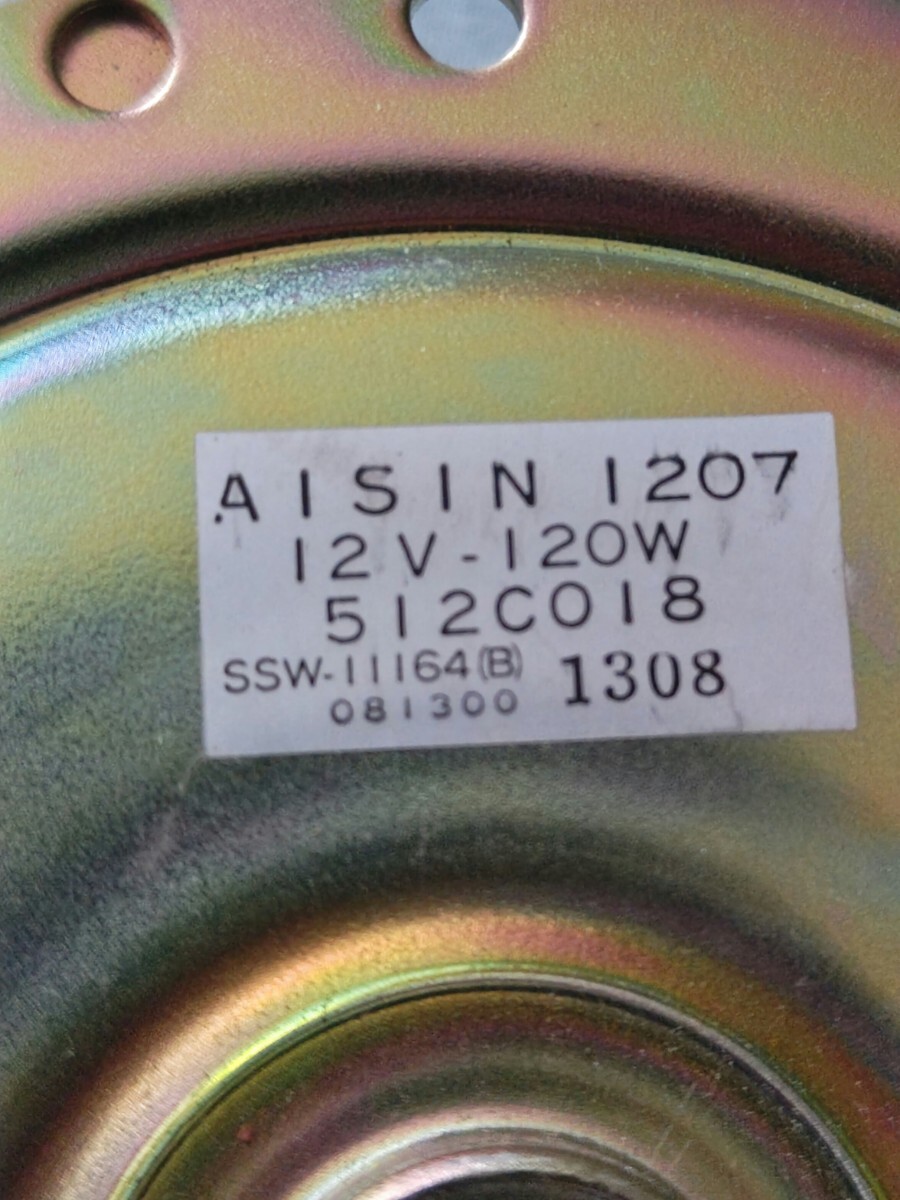 AISIN 1207
12V-120W
512C018
SSW-11164(B) 1308
081300